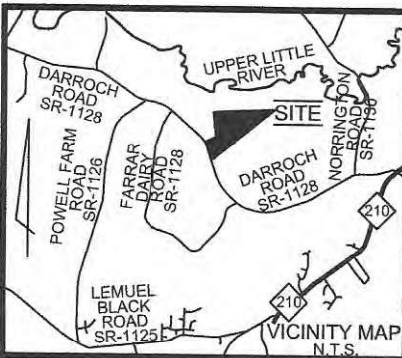 UPPER LITTLE
RIVER
DARROCH
ROAD
SR-1128
SITE
NORRINGTON
ROAD
SR-1130
POWELL FARM
ROAD
SR-1126
FARRAR
DAIRY
ROAD
SR-1128
DARROCH
ROAD
SR-1128
210
LEMUEL
BLACK
ROAD
SR-1125
210
VICINITY MAP
N.T.S.